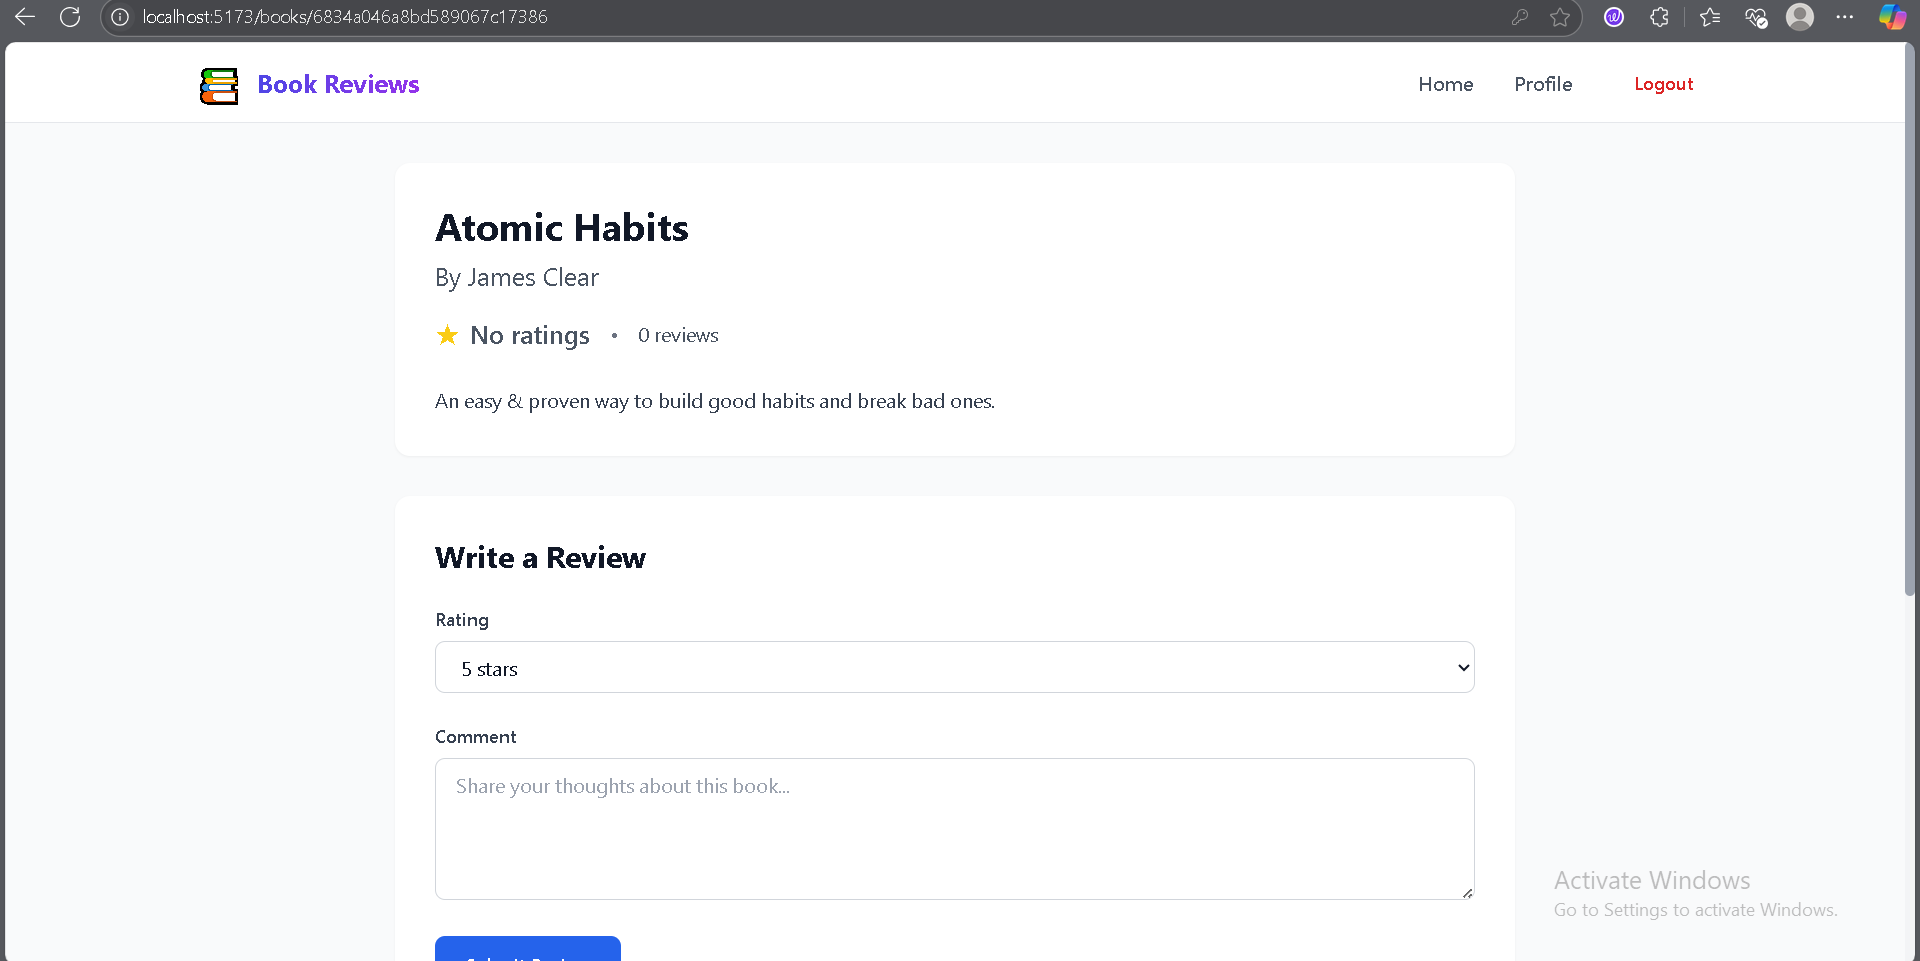 localhost:5173/books/6834a046a8bd589067c17386
Book Reviews
Home Profile Logout
Atomic Habits
By James Clear
★ No ratings • 0 reviews
An easy & proven way to build good habits and break bad ones.
Write a Review
Rating
5 stars
Comment
Share your thoughts about this book...
Activate Windows
Go to Settings to activate Windows.